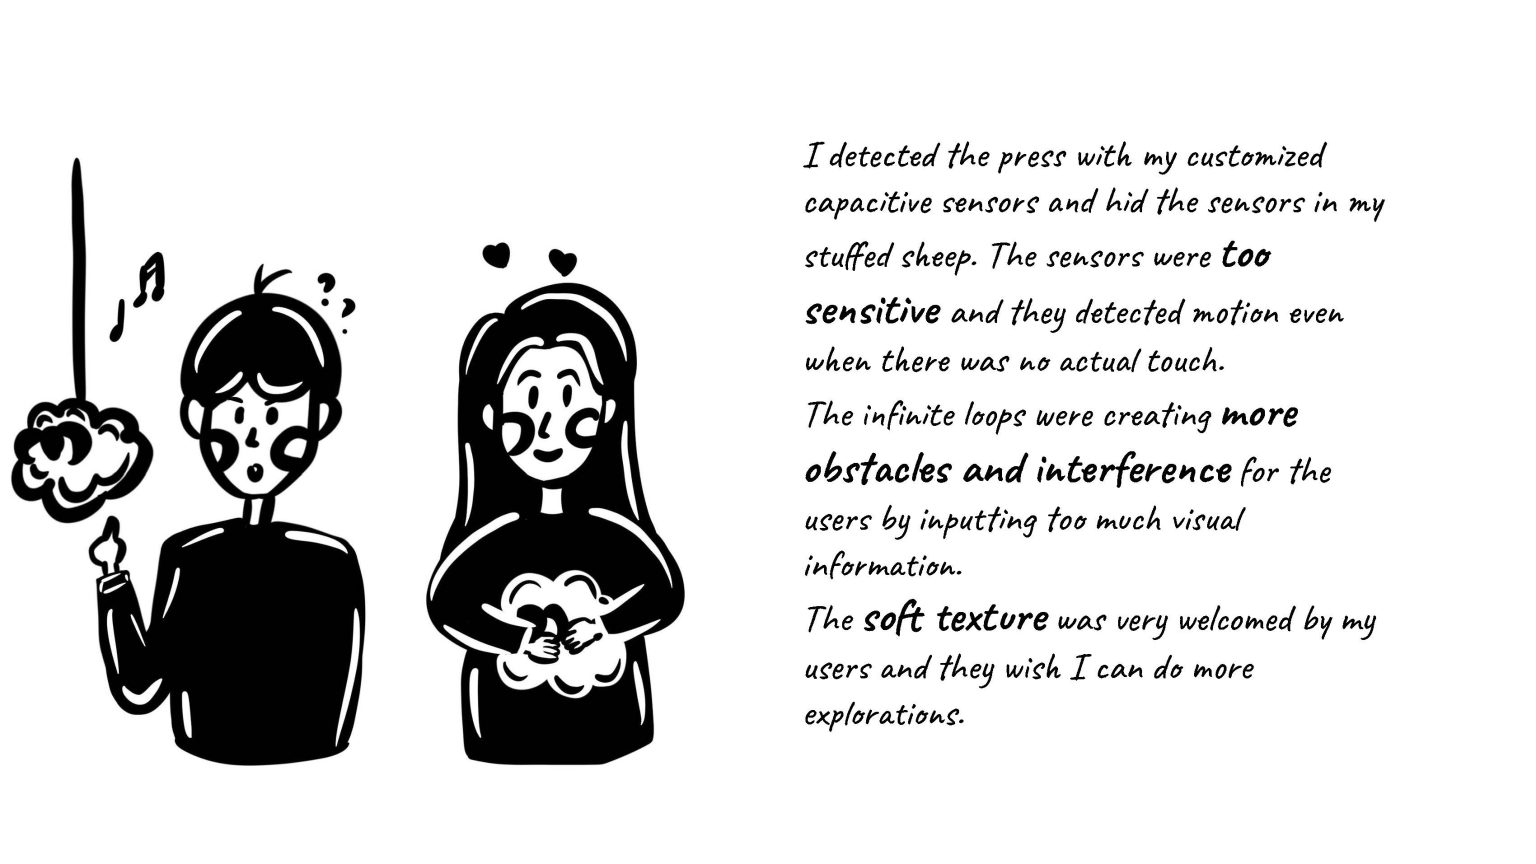 I detected the press with my customized
capacitive sensors and hid the sensors in my
stuffed sheep. The sensors were too
sensitive and they detected motion even
when there was no actual touch.
The infinite loops were creating more
obstacles and interference for the
users by inputting too much visual
information.
The soft texture was very welcomed by my
users and they wish I can do more
explorations.